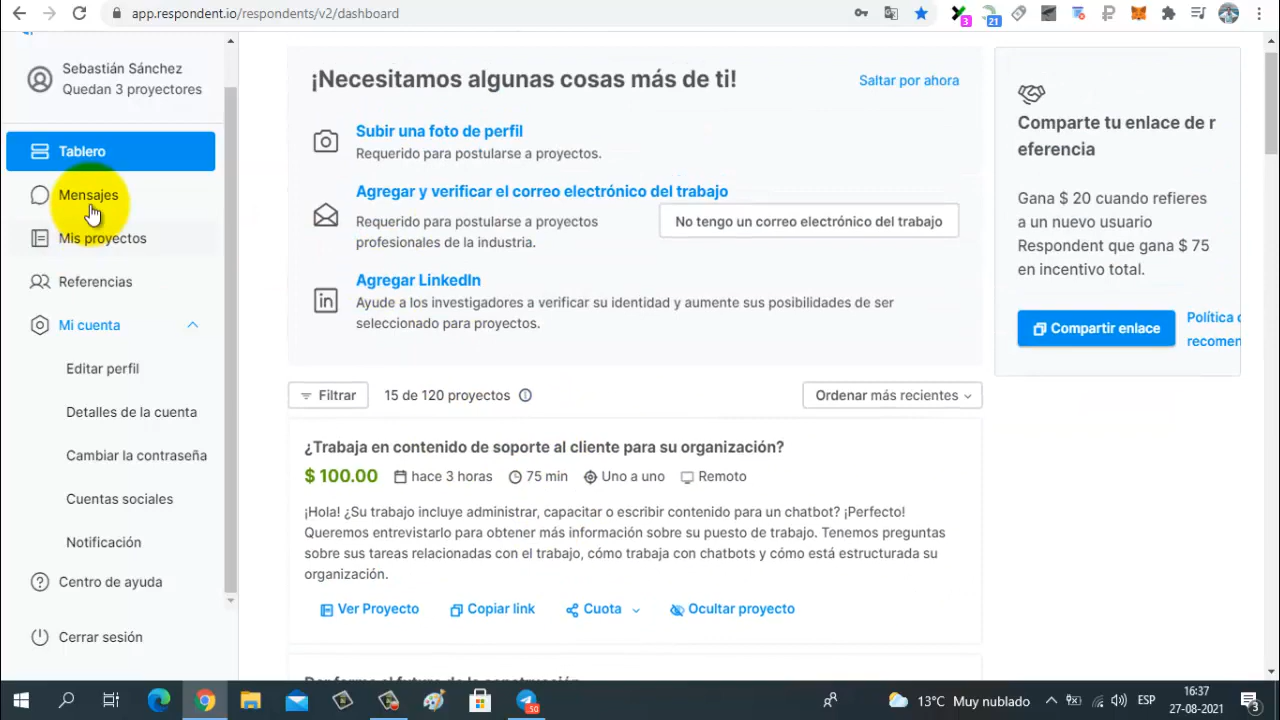 app.respondent.io/respondents/v2/dashboard
3
21
Sebastián Sánchez
Quedan 3 proyectores
Tablero
Mensajes
Mis proyectos
Referencias
Mi cuenta
Editar perfil
Detalles de la cuenta
Cambiar la contraseña
Cuentas sociales
Notificación
Centro de ayuda
Cerrar sesión
¡Necesitamos algunas cosas más de ti!
Saltar por ahora
Subir una foto de perfil
Requerido para postularse a proyectos.
Agregar y verificar el correo electrónico del trabajo
Requerido para postularse a proyectos
profesionales de la industria.
No tengo un correo electrónico del trabajo
Agregar LinkedIn
Ayude a los investigadores a verificar su identidad y aumente sus posibilidades de ser
seleccionado para proyectos.
Filtrar
15 de 120 proyectos
Ordenar más recientes
¿Trabaja en contenido de soporte al cliente para su organización?
$ 100.00 hace 3 horas 75 min Uno a uno Remoto
¡Hola! ¿Su trabajo incluye administrar, capacitar o escribir contenido para un chatbot? ¡Perfecto!
Queremos entrevistarlo para obtener más información sobre su puesto de trabajo. Tenemos preguntas
sobre sus tareas relacionadas con el trabajo, cómo trabaja con chatbots y cómo está estructurada su
organización.
Ver Proyecto Copiar link Cuota Ocultar proyecto
Comparte tu enlace de r
eferencia
Gana $ 20 cuando refieres
a un nuevo usuario
Respondent que gana $ 75
en incentivo total.
Compartir enlace
Política
recomen
13°C Muy nublado
ESP
16:37
27-08-2021
3